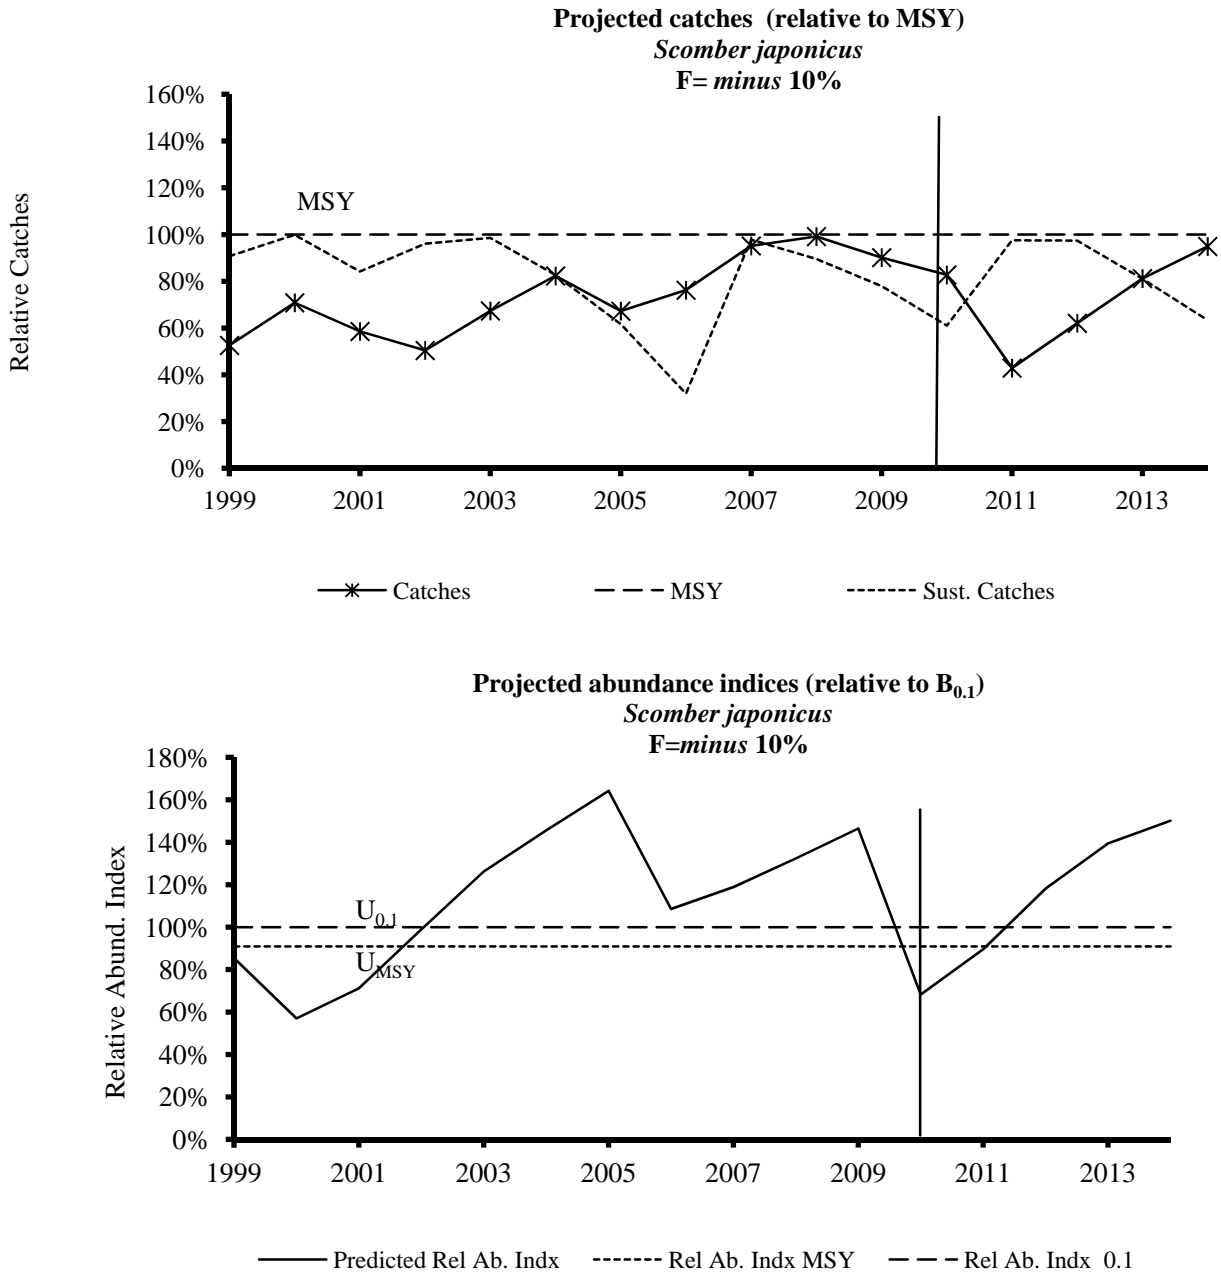 Projected catches (relative to MSY)
Scomber japonicus
F= minus 10%
Relative Catches
160%
140%
120%
100%
80%
60%
40%
20%
0%
MSY
1999 2001 2003 2005 2007 2009 2011 2013
Catches MSY Sust. Catches
Projected abundance indices (relative to B0.1)
Scomber japonicus
F=minus 10%
Relative Abund. Index
180%
160%
140%
120%
100%
80%
60%
40%
20%
0%
U0.1
UMSY
1999 2001 2003 2005 2007 2009 2011 2013
Predicted Rel Ab. Indx Rel Ab. Indx MSY Rel Ab. Indx 0.1